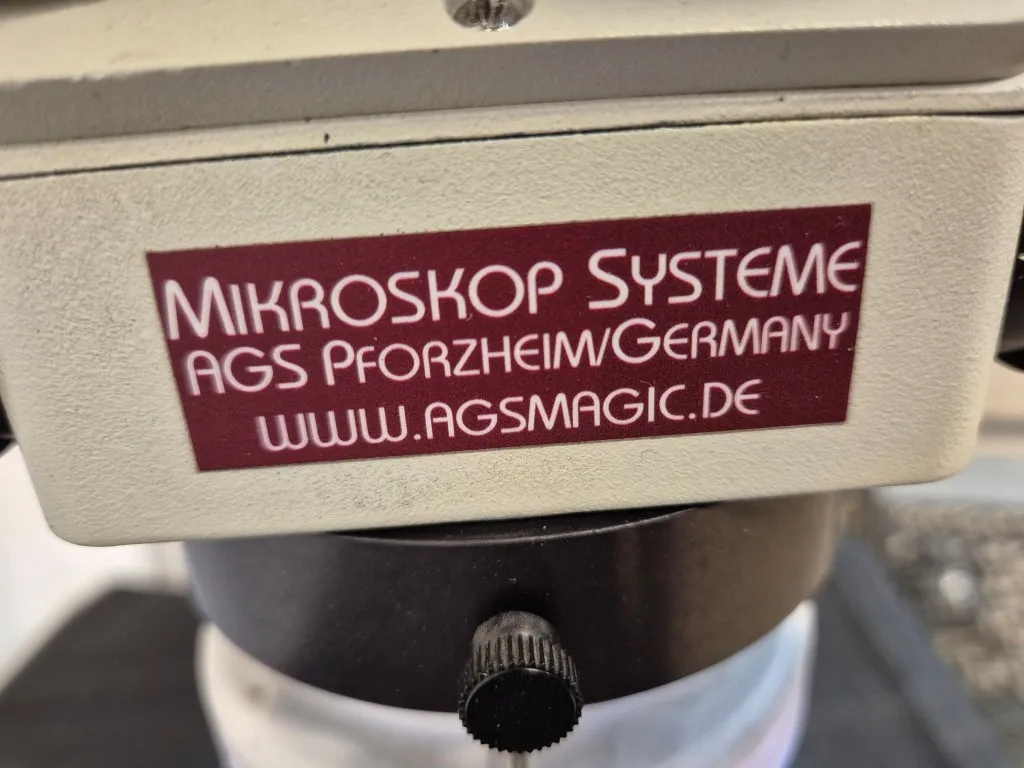 MIKROSKOP SYSTEME
AGS PFORZHEIM/GERMANY
WWW.AGSMAGIC.DE